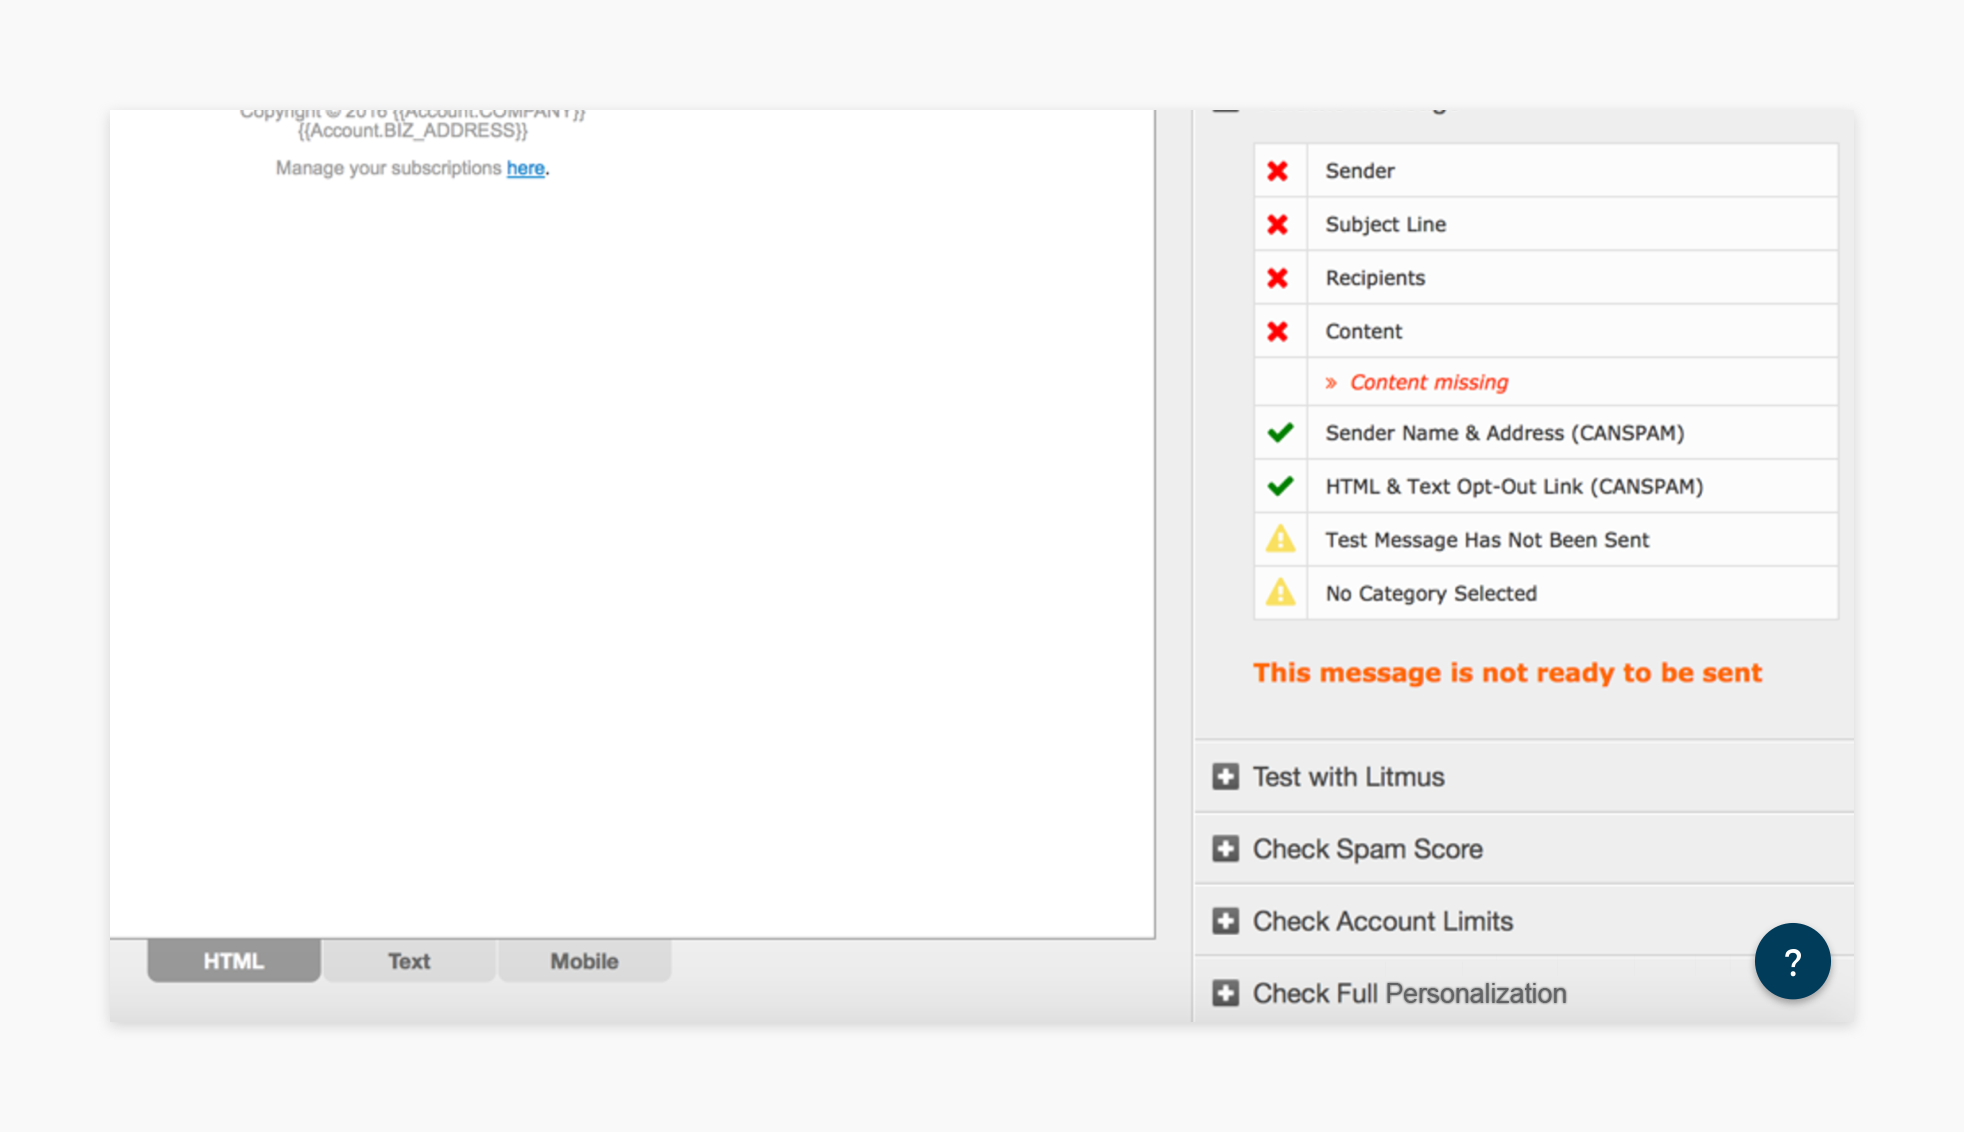 Copyright © 2016 {{Account.COMPANY}}
{{Account.BIZ_ADDRESS}}
Manage your subscriptions here.
HTML
Text
Mobile
Sender
Subject Line
Recipients
Content
» Content missing
Sender Name & Address (CANSPAM)
HTML & Text Opt-Out Link (CANSPAM)
Test Message Has Not Been Sent
No Category Selected
This message is not ready to be sent
Test with Litmus
Check Spam Score
Check Account Limits
Check Full Personalization
?